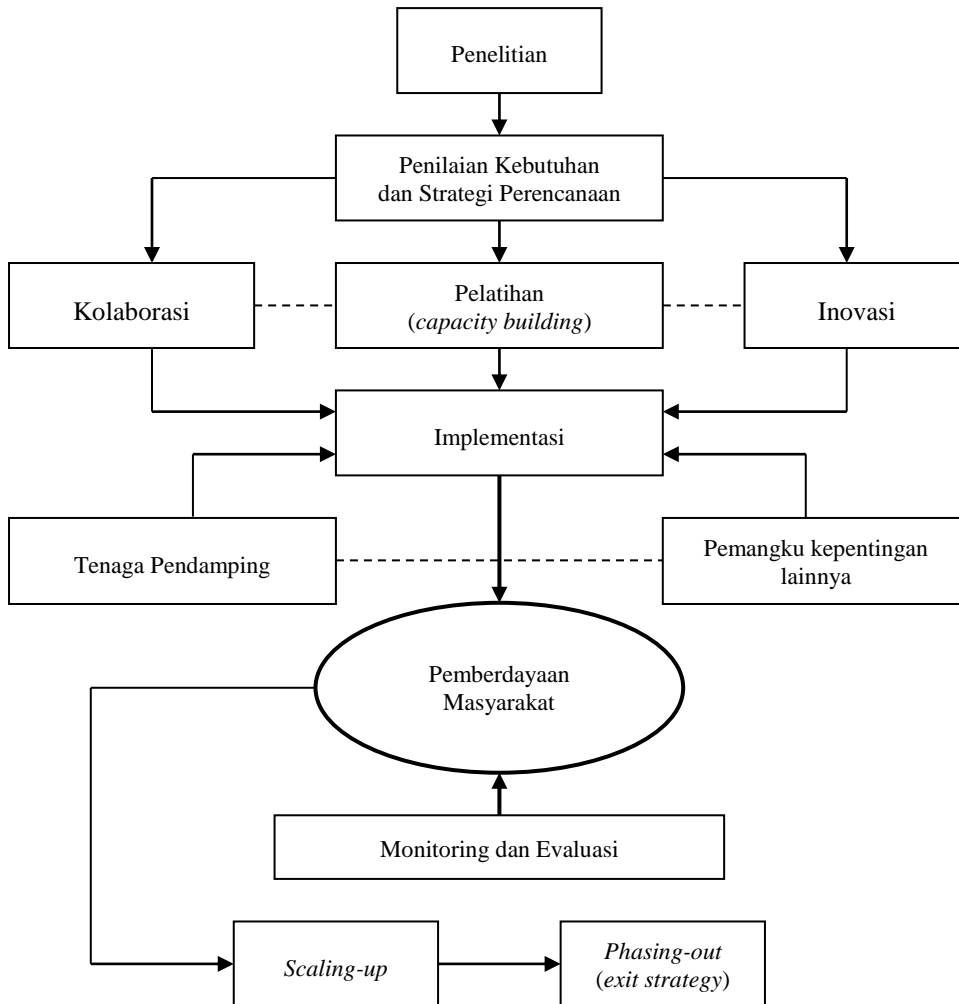 Penelitian
Penilaian Kebutuhan
dan Strategi Perencanaan
Kolaborasi
Pelatihan
(capacity building)
Inovasi
Implementasi
Tenaga Pendamping
Pemangku kepentingan
lainnya
Pemberdayaan
Masyarakat
Monitoring dan Evaluasi
Scaling-up
Phasing-out
(exit strategy)